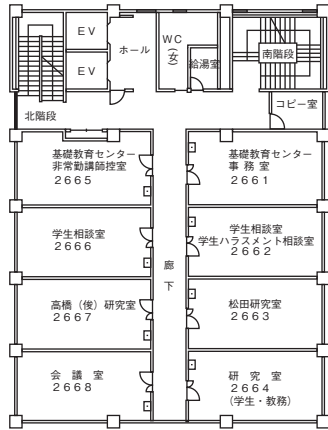 ＥＶ
ＥＶ
ホール
ＷＣ
（女）
給湯室
南階段
コピー室
北階段
基礎教育センター
非常勤講師控室
２６６５
基礎教育センター
事 務 室
２６６１
学生相談室
２６６６
学生相談室
学生ハラスメント相談室
２６６２
廊下
高橋（俊）研究室
２６６７
松田研究室
２６６３
会 議 室
２６６８
研 究 室
２６６４
（学生・教務）